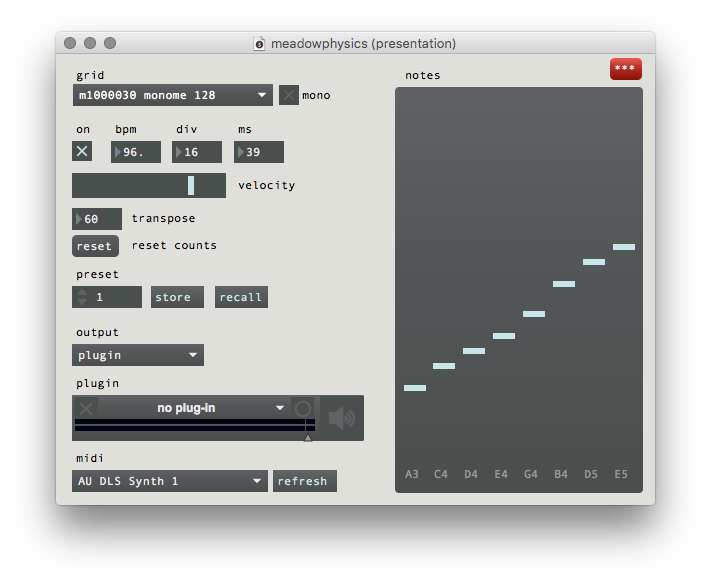 meadowphysics (presentation)
grid
m1000030 monome 128
mono
on bpm div ms
96. 16 39
velocity
60 transpose
reset reset counts
preset
1 store recall
output
plugin
plugin
no plug-in
midi
AU DLS Synth 1 refresh
notes
***
A3 C4 D4 E4 G4 B4 D5 E5